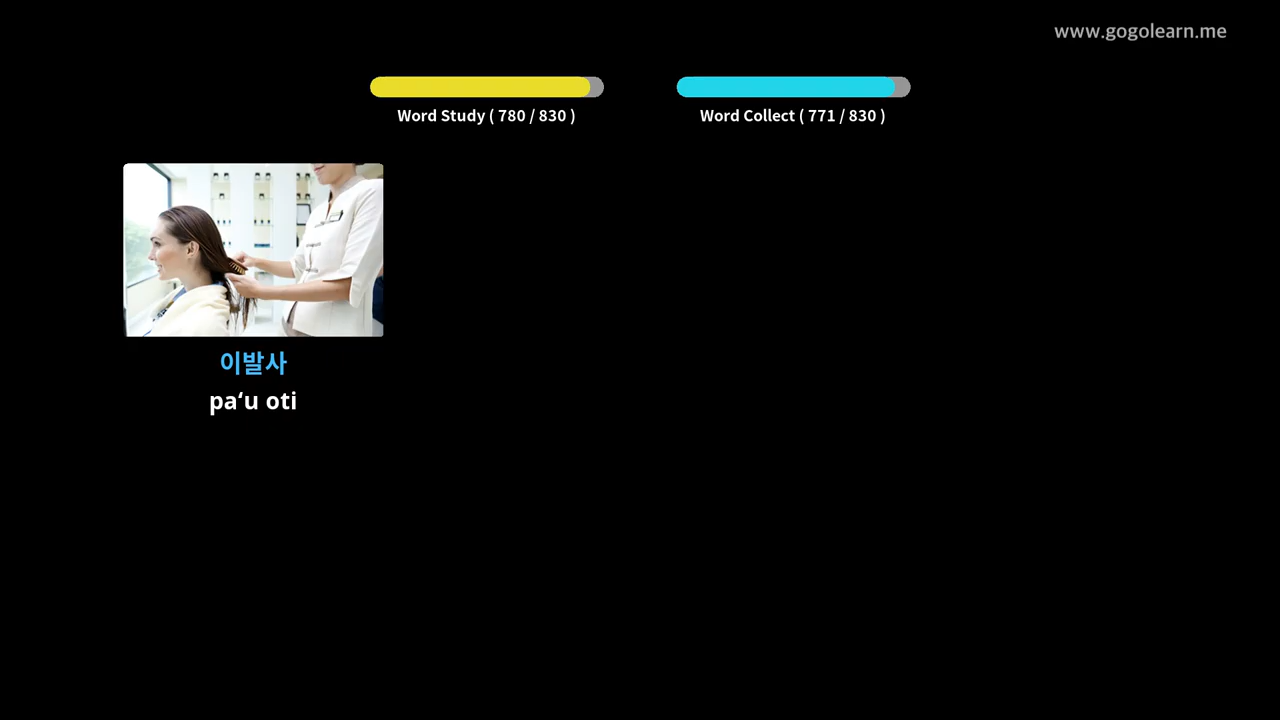 www.gogolearn.me
Word Study ( 780 / 830 )
Word Collect ( 771 / 830 )
이발사
pa‘u oti